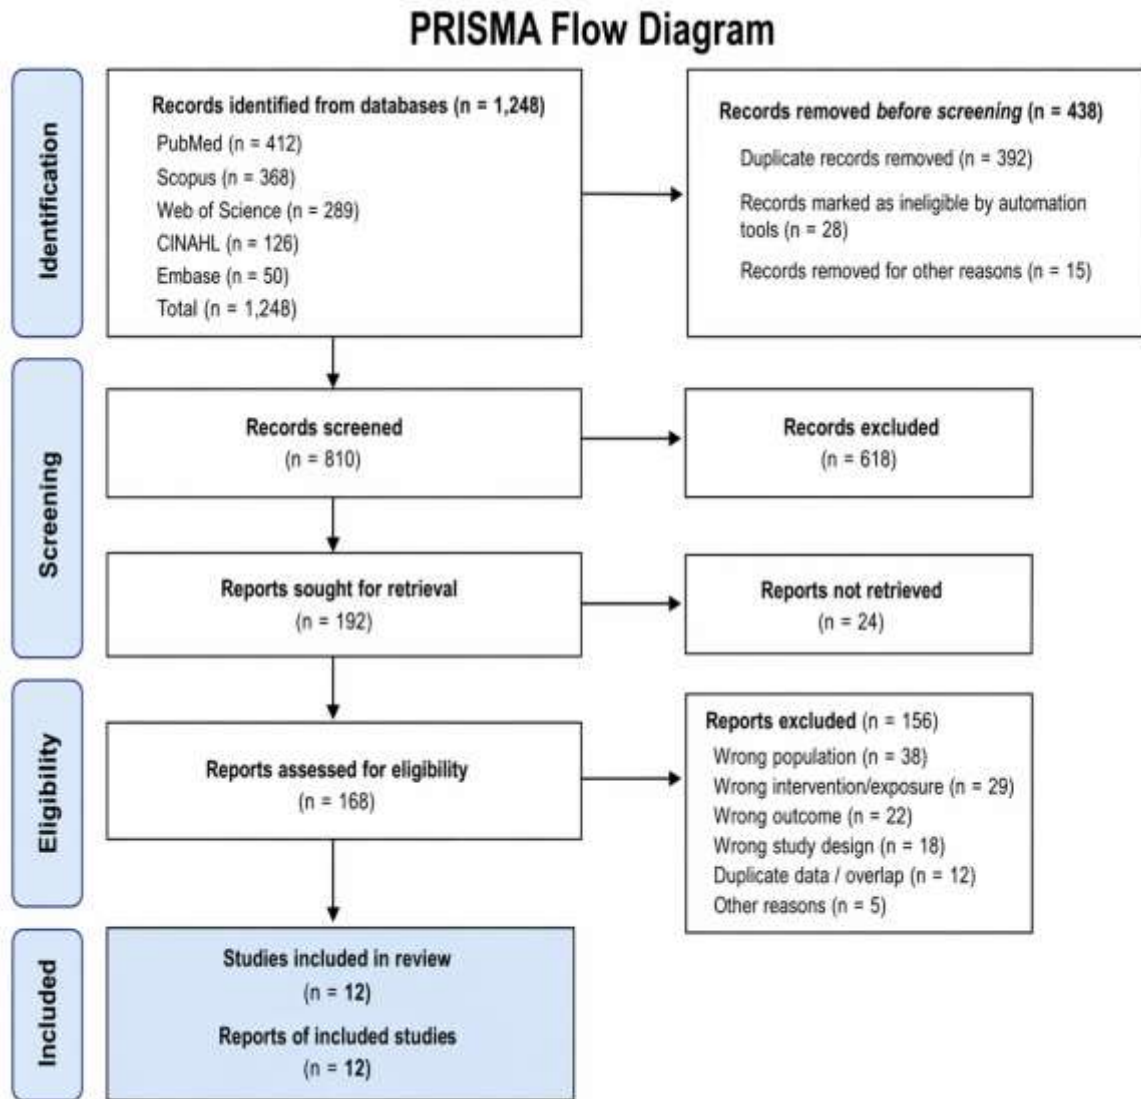 PRISMA Flow Diagram
Identification
Records identified from databases (n = 1,248)
PubMed (n = 412)
Scopus (n = 368)
Web of Science (n = 289)
CINAHL (n = 126)
Embase (n = 50)
Total (n = 1,248)
Records removed before screening (n = 438)
Duplicate records removed (n = 392)
Records marked as ineligible by automation
tools (n = 28)
Records removed for other reasons (n = 15)
Screening
Records screened
(n = 810)
Records excluded
(n = 618)
Reports sought for retrieval
(n = 192)
Reports not retrieved
(n = 24)
Eligibility
Reports assessed for eligibility
(n = 168)
Reports excluded (n = 156)
Wrong population (n = 38)
Wrong intervention/exposure (n = 29)
Wrong outcome (n = 22)
Wrong study design (n = 18)
Duplicate data / overlap (n = 12)
Other reasons (n = 5)
Included
Studies included in review
(n = 12)
Reports of included studies
(n = 12)